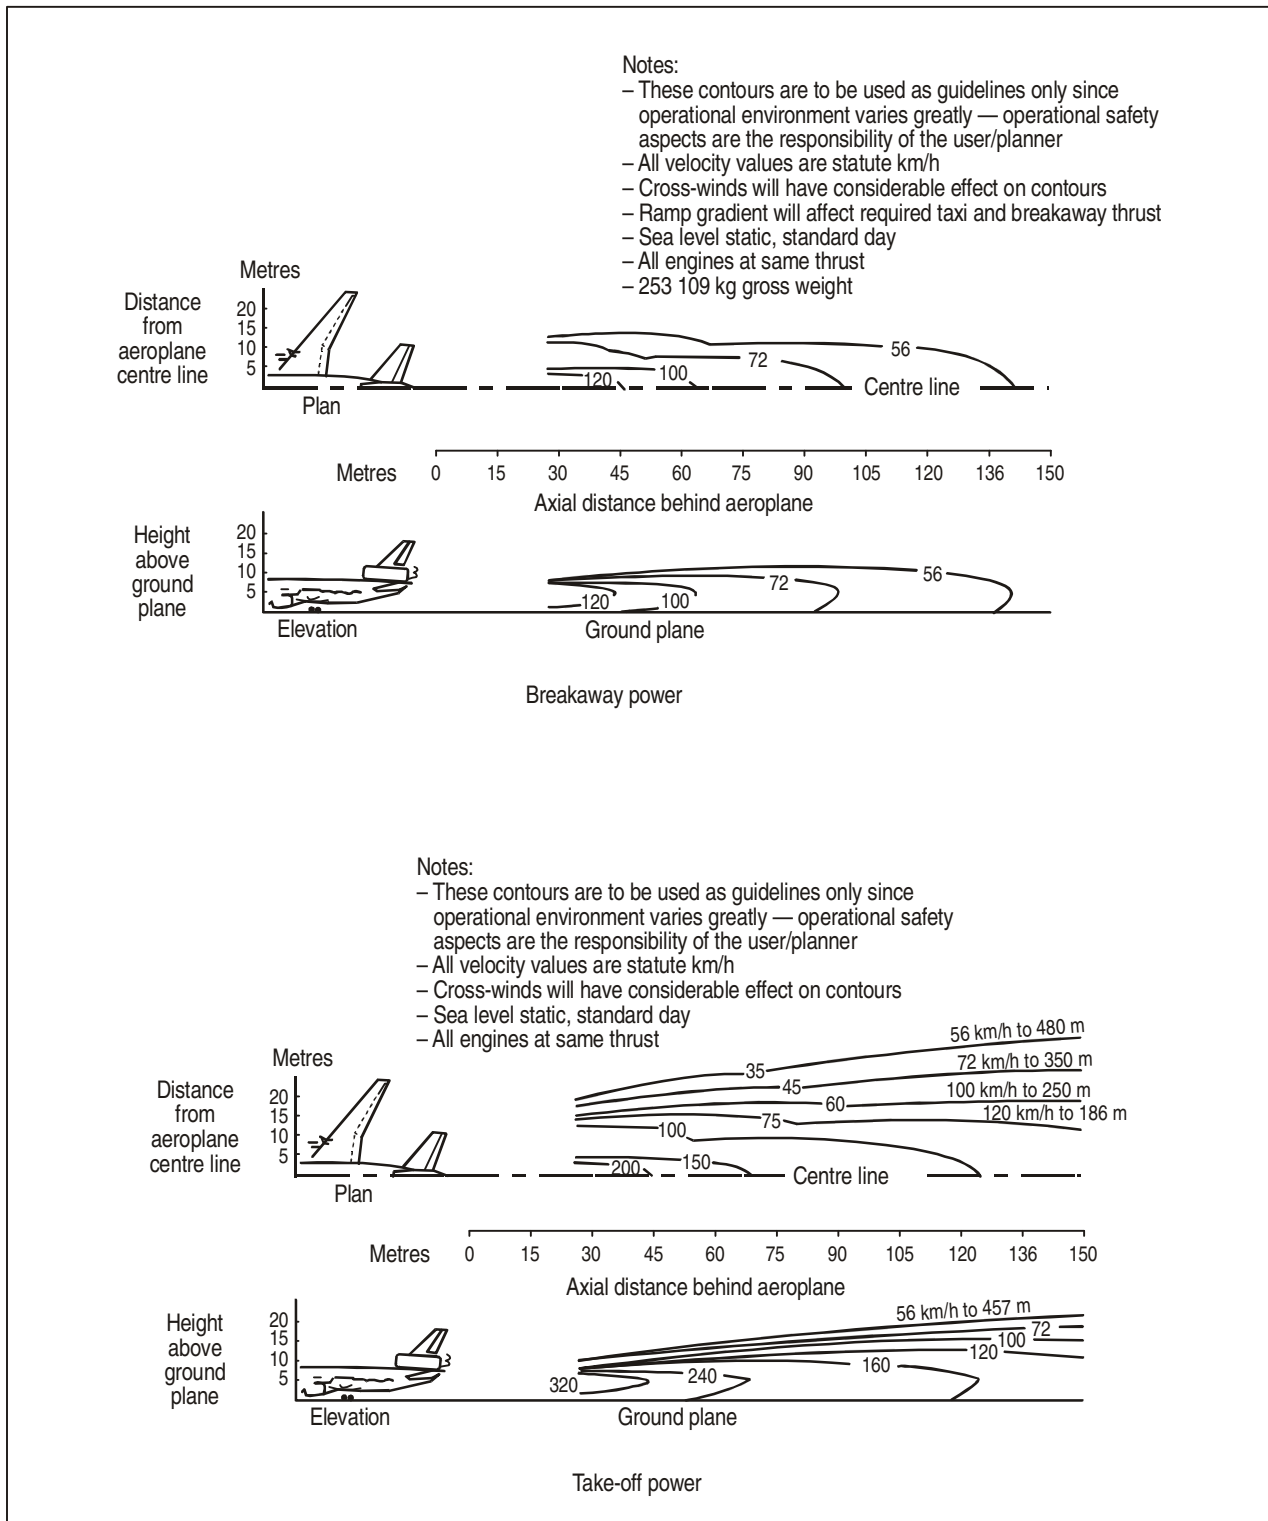 Notes:
– These contours are to be used as guidelines only since
operational environment varies greatly — operational safety
aspects are the responsibility of the user/planner
– All velocity values are statute km/h
– Cross-winds will have considerable effect on contours
– Ramp gradient will affect required taxi and breakaway thrust
– Sea level static, standard day
– All engines at same thrust
– 253 109 kg gross weight
Metres
Distance
from
aeroplane
centre line
20
15
10
5
56
72
100
120
Centre line
Plan
Metres 0 15 30 45 60 75 90 105 120 136 150
Axial distance behind aeroplane
Height
above
ground
plane
20
15
10
5
56
72
100
120
Elevation
Ground plane
Breakaway power
Notes:
– These contours are to be used as guidelines only since
operational environment varies greatly — operational safety
aspects are the responsibility of the user/planner
– All velocity values are statute km/h
– Cross-winds will have considerable effect on contours
– Sea level static, standard day
– All engines at same thrust
Metres
Distance
from
aeroplane
centre line
20
15
10
5
56 km/h to 480 m
35
72 km/h to 350 m
45
100 km/h to 250 m
60
120 km/h to 186 m
75
100
150
200
Centre line
Plan
Metres 0 15 30 45 60 75 90 105 120 136 150
Axial distance behind aeroplane
Height
above
ground
plane
20
15
10
5
56 km/h to 457 m
72
100
120
160
240
320
Elevation
Ground plane
Take-off power